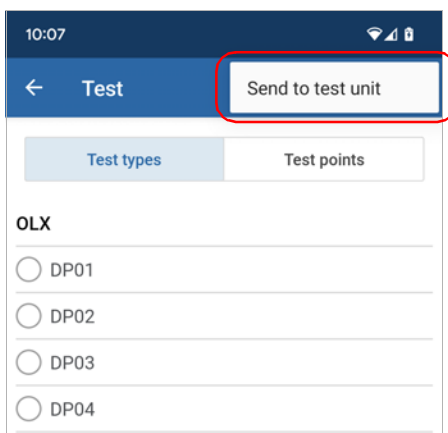 10:07
Test
Send to test unit
Test types
Test points
OLX
DP01
DP02
DP03
DP04